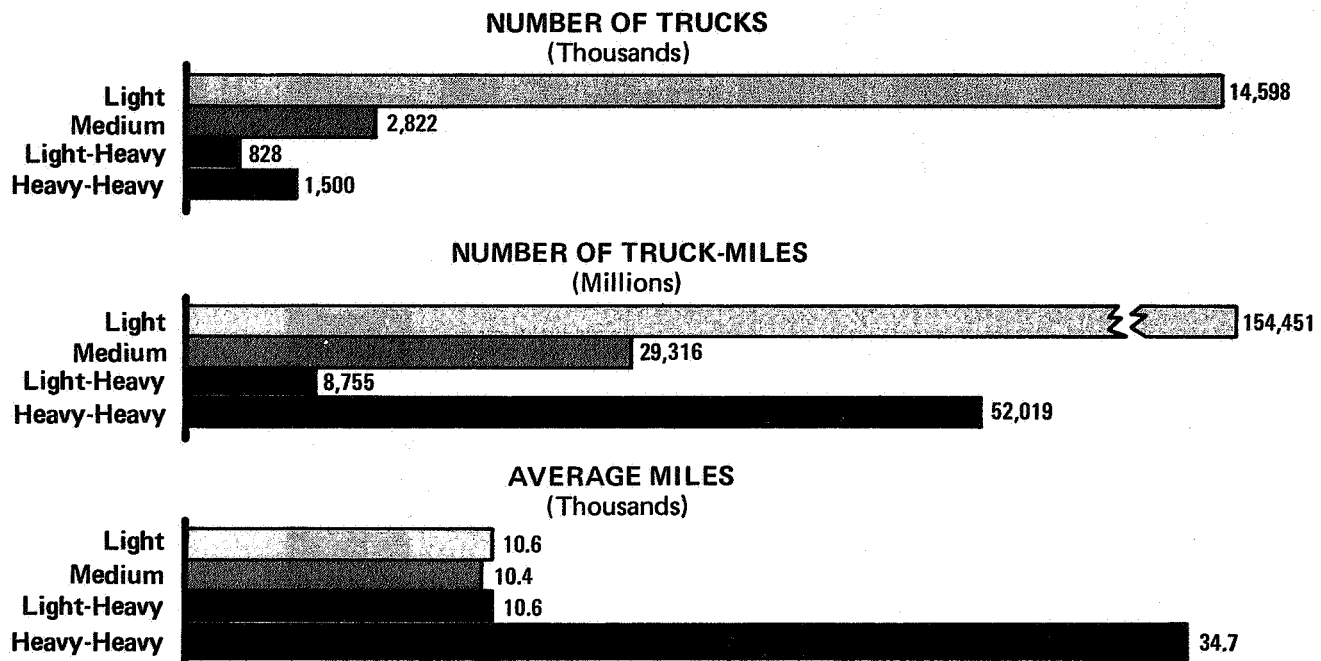 NUMBER OF TRUCKS
(Thousands)
Light 14,598
Medium 2,822
Light-Heavy 828
Heavy-Heavy 1,500
NUMBER OF TRUCK-MILES
(Millions)
Light 154,451
Medium 29,316
Light-Heavy 8,755
Heavy-Heavy 52,019
AVERAGE MILES
(Thousands)
Light 10.6
Medium 10.4
Light-Heavy 10.6
Heavy-Heavy 34.7